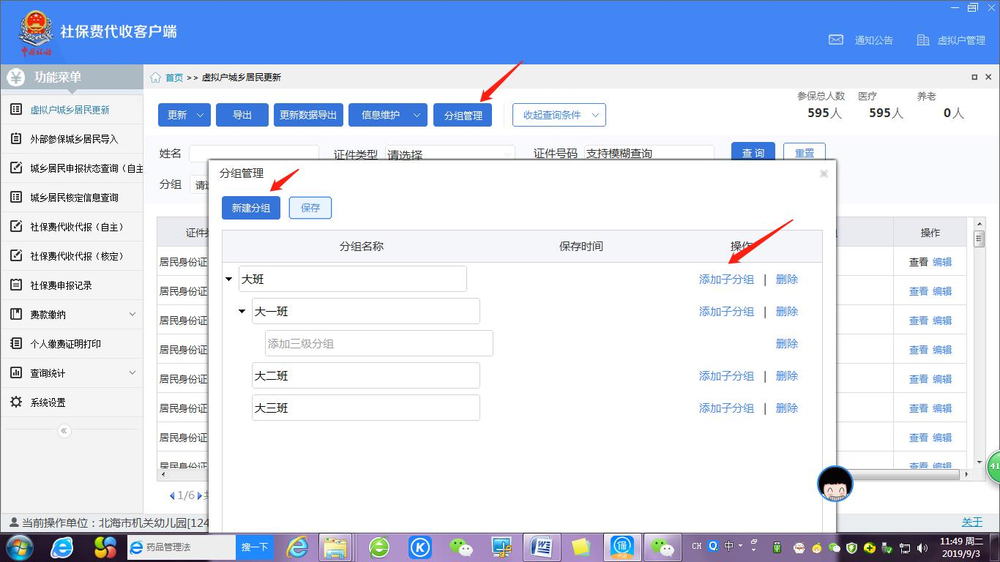 社保费代收客户端
通知公告
虚拟户管理
功能菜单
首页 >> 虚拟户城乡居民更新
虚拟户城乡居民更新
外部参保城乡居民导入
城乡居民申报状态查询（自主
城乡居民核定信息查询
社保费代收代报（自主）
社保费代收代报（核定）
社保费申报记录
费款缴纳
个人缴费证明打印
查询统计
系统设置
更新
导出
更新数据导出
信息维护
分组管理
收起查询条件
参保总人数 医疗 养老
595人 595人 0人
姓名
证件类型 请选择
证件号码 支持模糊查询
查询
重置
分组
分组管理
新建分组
保存
分组名称 保存时间 操作
大班 添加子分组 | 删除
大一班 添加子分组 | 删除
添加三级分组 删除
大二班 添加子分组 | 删除
大三班 添加子分组 | 删除
操作
居民身份证 查看 编辑
居民身份证 查看 编辑
居民身份证 查看 编辑
居民身份证 查看 编辑
居民身份证 查看 编辑
居民身份证 查看 编辑
居民身份证 查看 编辑
居民身份证 查看 编辑
1/6
当前操作单位：北海市机关幼儿园[124
关于
41
药品管理法
搜一下
CH
中
11:49 周二
2019/9/3